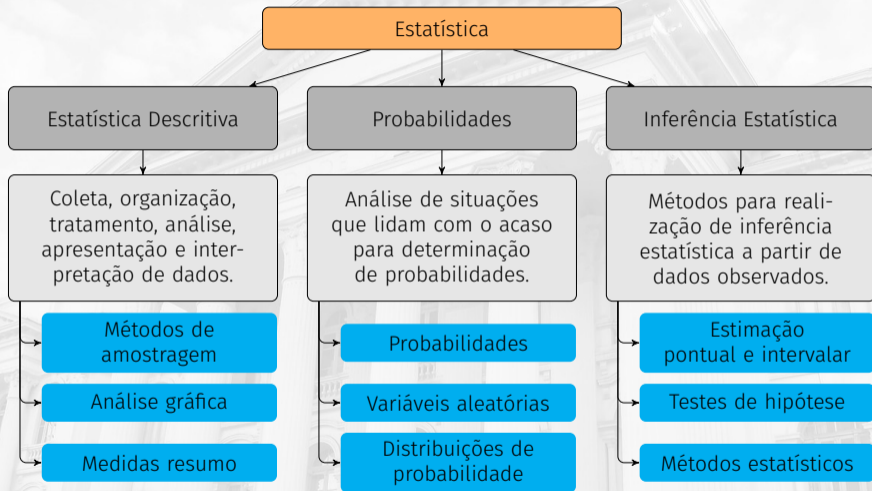 Estatística
Estatística Descritiva
Coleta, organização,
tratamento, análise,
apresentação e inter-
pretação de dados.
Métodos de
amostragem
Análise gráfica
Medidas resumo
Probabilidades
Análise de situações
que lidam com o acaso
para determinação
de probabilidades.
Probabilidades
Variáveis aleatórias
Distribuições de
probabilidade
Inferência Estatística
Métodos para reali-
zação de inferência
estatística a partir de
dados observados.
Estimação
pontual e intervalar
Testes de hipótese
Métodos estatísticos